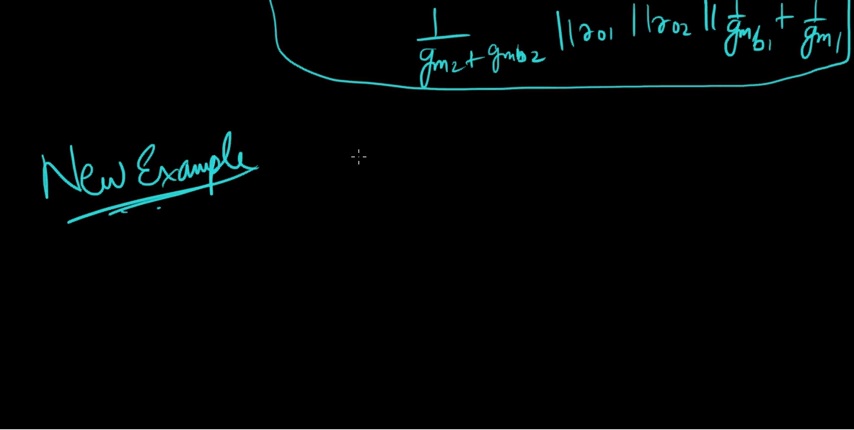 1/(gm2 + gmb2) || ro1 || ro2 || 1/gmb1 + 1/gm1
New Example